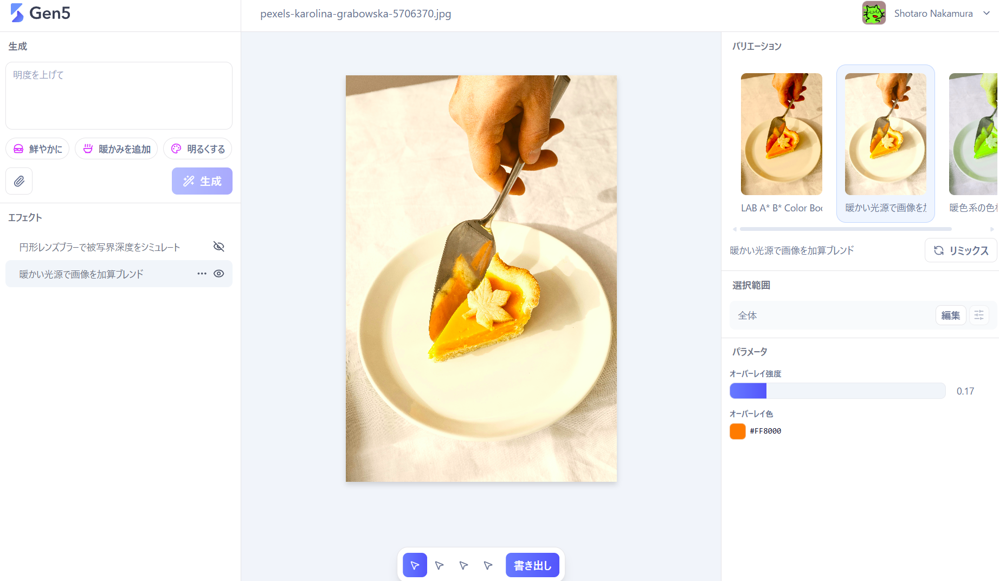 Gen5
pexels-karolina-grabowska-5706370.jpg
Shotaro Nakamura
生成
明度を上げて
鮮やかに
暖かみを追加
明るくする
生成
エフェクト
円形レンズブラーで被写界深度をシミュレート
暖かい光源で画像を加算ブレンド
書き出し
バリエーション
LAB A* B* Color Boo
暖かい光源で画像を加
暖色系の色相
暖かい光源で画像を加算ブレンド
リミックス
選択範囲
全体
編集
パラメータ
オーバーレイ強度
0.17
オーバーレイ色
#FF8000